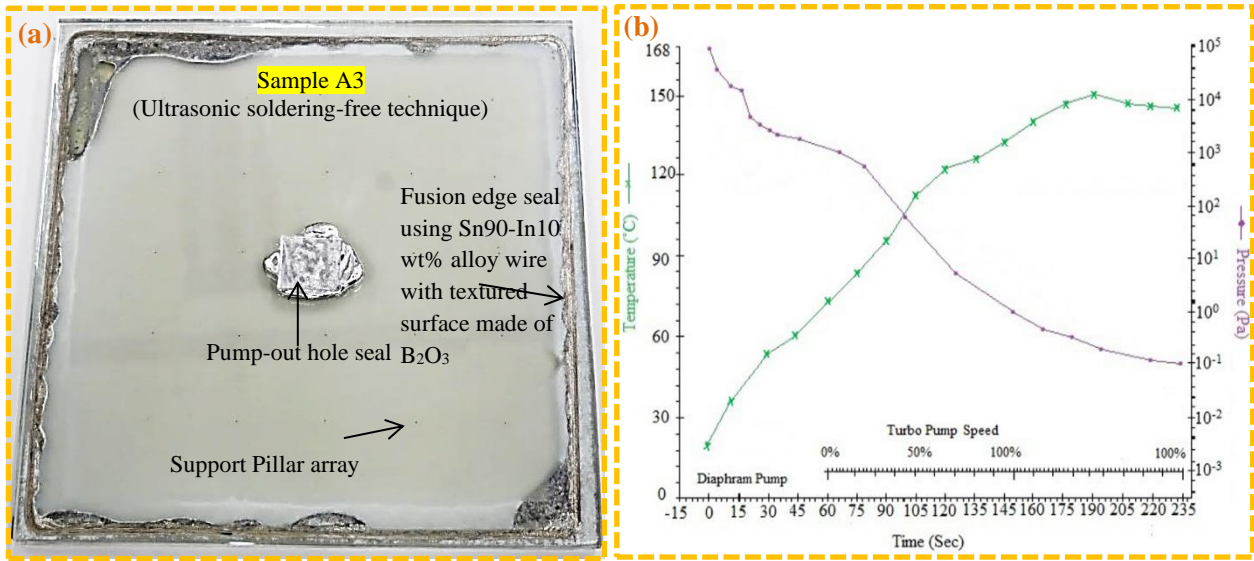 (a)
Sample A3
(Ultrasonic soldering-free technique)
Fusion edge seal
using Sn90-In10
wt% alloy wire
with textured
surface made of
B₂O₃
Pump-out hole seal
Support Pillar array
(b)
Temperature (°C)
168
150
120
90
60
30
0
Pressure (Pa)
10⁵
10⁴
10³
10²
10¹
10⁰
10⁻¹
10⁻²
10⁻³
Turbo Pump Speed
0% 50% 100% 100%
Diaphram Pump
-15 0 15 30 45 60 75 90 105 120 135 145 160 175 190 205 220 235
Time (Sec)